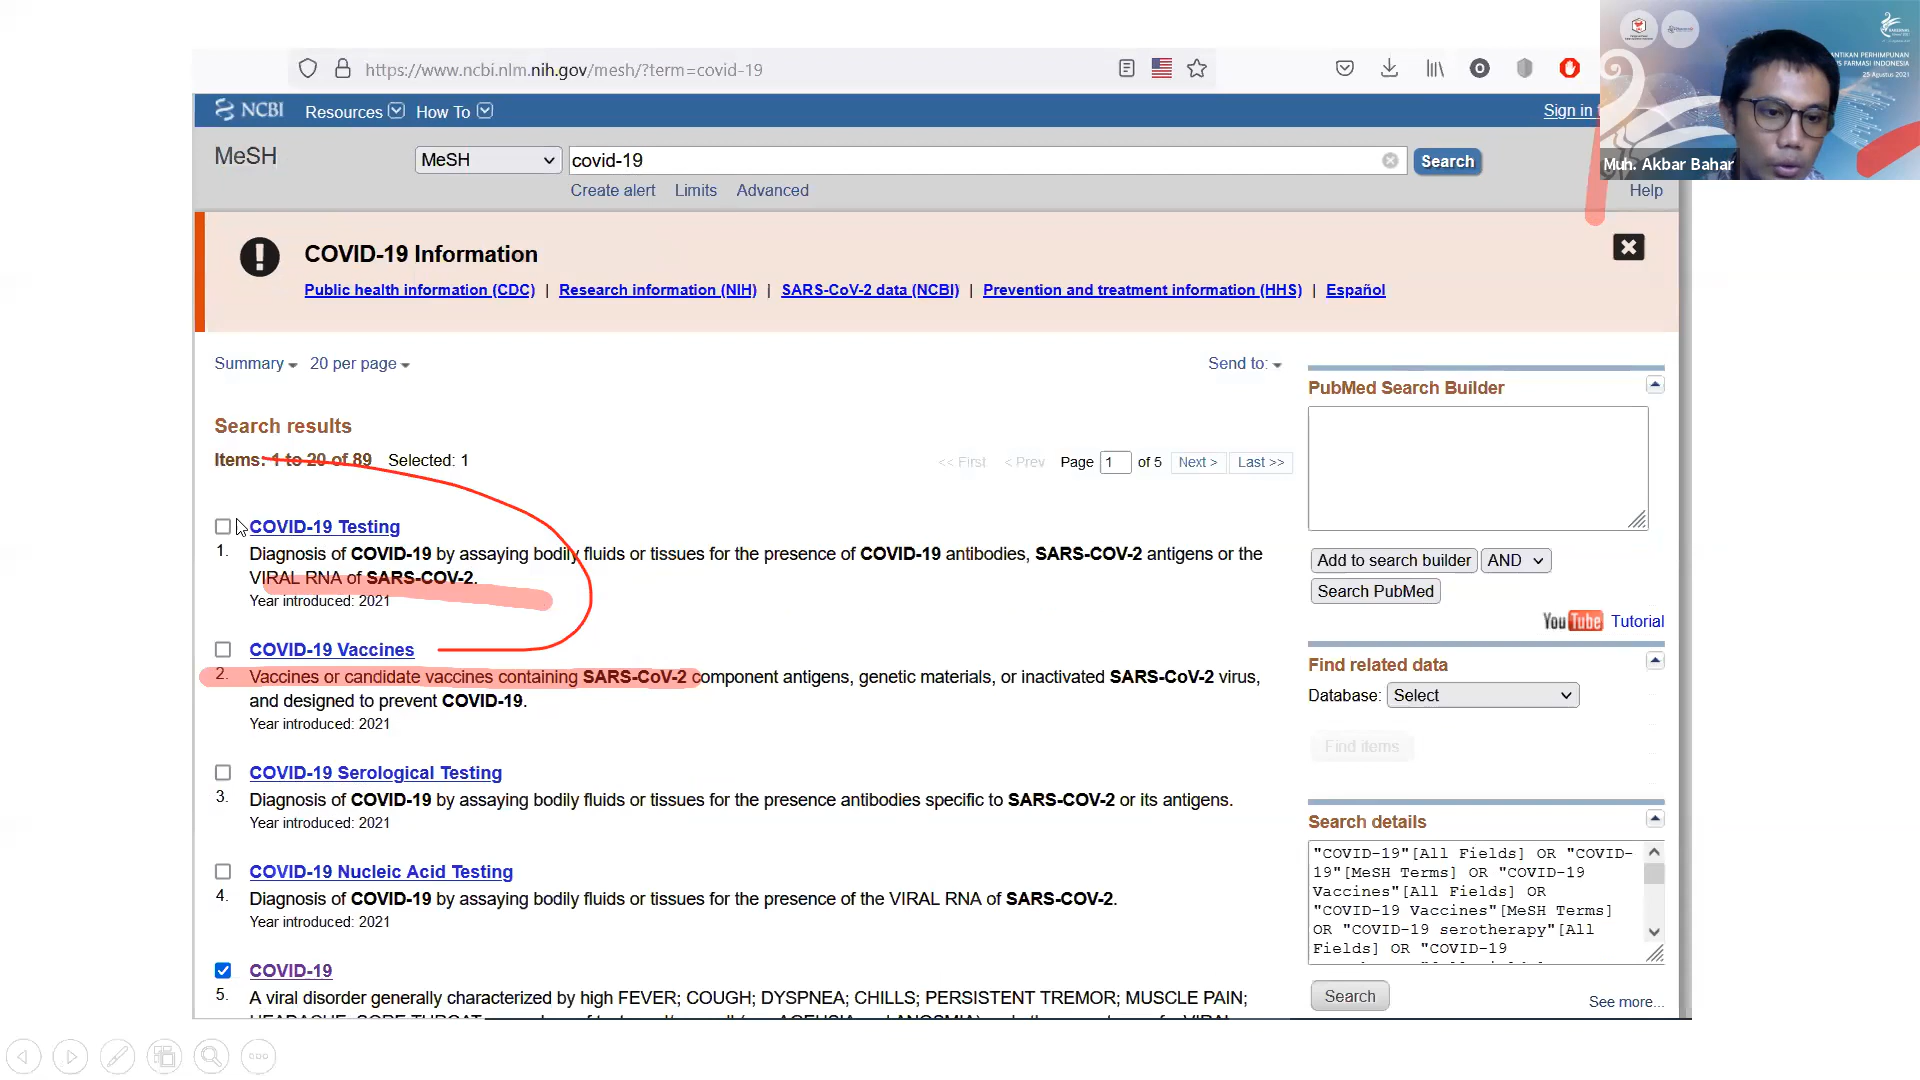 https://www.ncbi.nlm.nih.gov/mesh/?term=covid-19
ANTIKAN PERHIMPUNAN
S FARMASI INDONESIA
25 Agustus 2021
Muh. Akbar Bahar
NCBI Resources How To Sign in
MeSH MeSH covid-19 Search
Create alert Limits Advanced Help
COVID-19 Information
Public health information (CDC) | Research information (NIH) | SARS-CoV-2 data (NCBI) | Prevention and treatment information (HHS) | Español
Summary 20 per page Send to:
Search results
Items: 1 to 20 of 89 Selected: 1
<< First < Prev Page 1 of 5 Next > Last >>
COVID-19 Testing
1. Diagnosis of COVID-19 by assaying bodily fluids or tissues for the presence of COVID-19 antibodies, SARS-COV-2 antigens or the
VIRAL RNA of SARS-COV-2.
Year introduced: 2021
COVID-19 Vaccines
2. Vaccines or candidate vaccines containing SARS-CoV-2 component antigens, genetic materials, or inactivated SARS-CoV-2 virus,
and designed to prevent COVID-19.
Year introduced: 2021
COVID-19 Serological Testing
3. Diagnosis of COVID-19 by assaying bodily fluids or tissues for the presence antibodies specific to SARS-COV-2 or its antigens.
Year introduced: 2021
COVID-19 Nucleic Acid Testing
4. Diagnosis of COVID-19 by assaying bodily fluids or tissues for the presence of the VIRAL RNA of SARS-COV-2.
Year introduced: 2021
COVID-19
5. A viral disorder generally characterized by high FEVER; COUGH; DYSPNEA; CHILLS; PERSISTENT TREMOR; MUSCLE PAIN;
PubMed Search Builder
Add to search builder AND
Search PubMed
YouTube Tutorial
Find related data
Database: Select
Find items
Search details
"COVID-19"[All Fields] OR "COVID-
19"[MeSH Terms] OR "COVID-19
Vaccines"[All Fields] OR
"COVID-19 Vaccines"[MeSH Terms]
OR "COVID-19 serotherapy"[All
Fields] OR "COVID-19
Search See more...